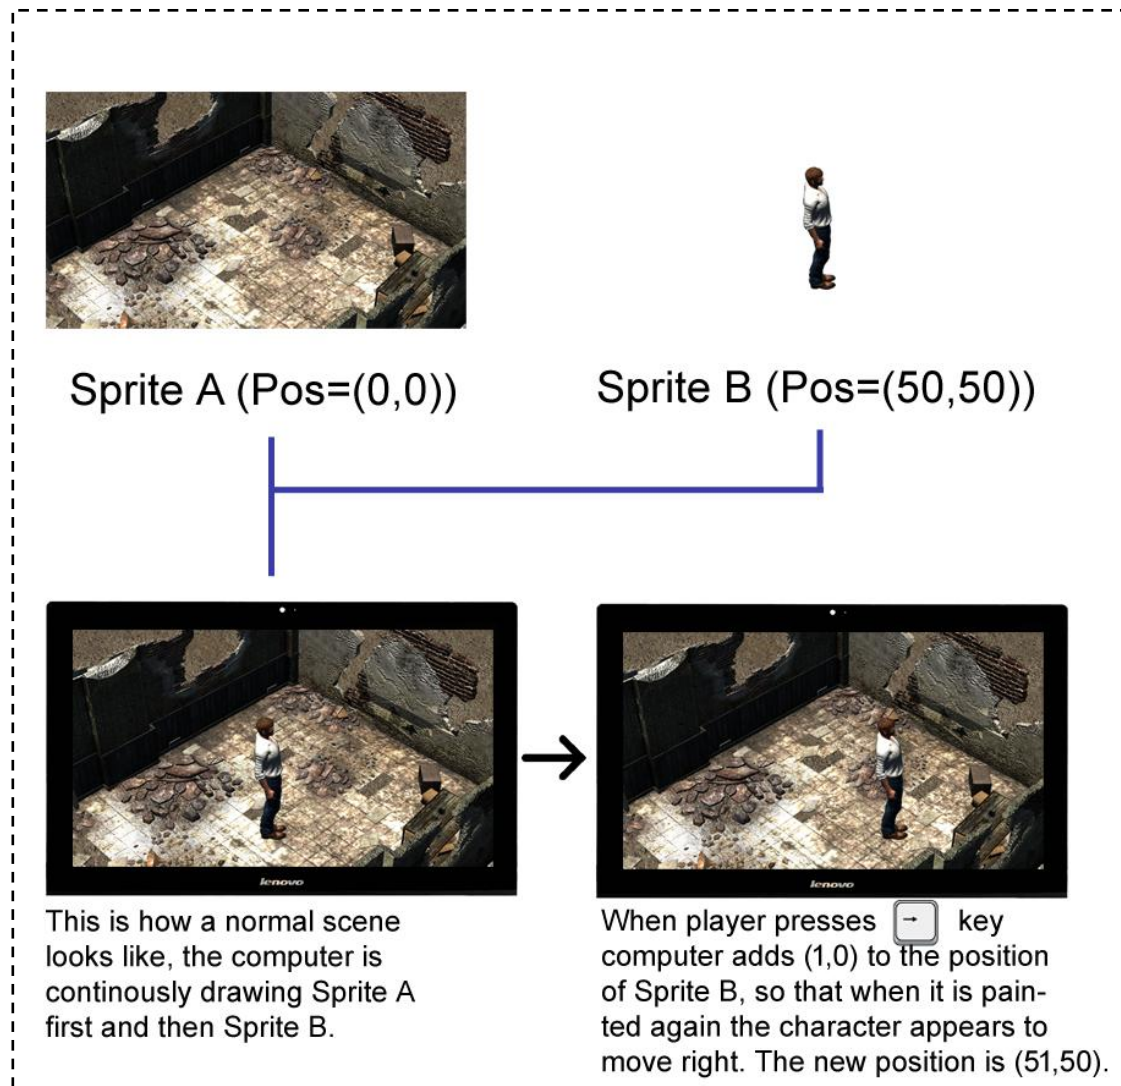 Sprite A (Pos=(0,0))
Sprite B (Pos=(50,50))
lenovo
lenovo
This is how a normal scene
looks like, the computer is
continously drawing Sprite A
first and then Sprite B.
When player presses → key
computer adds (1,0) to the position
of Sprite B, so that when it is pain-
ted again the character appears to
move right. The new position is (51,50).